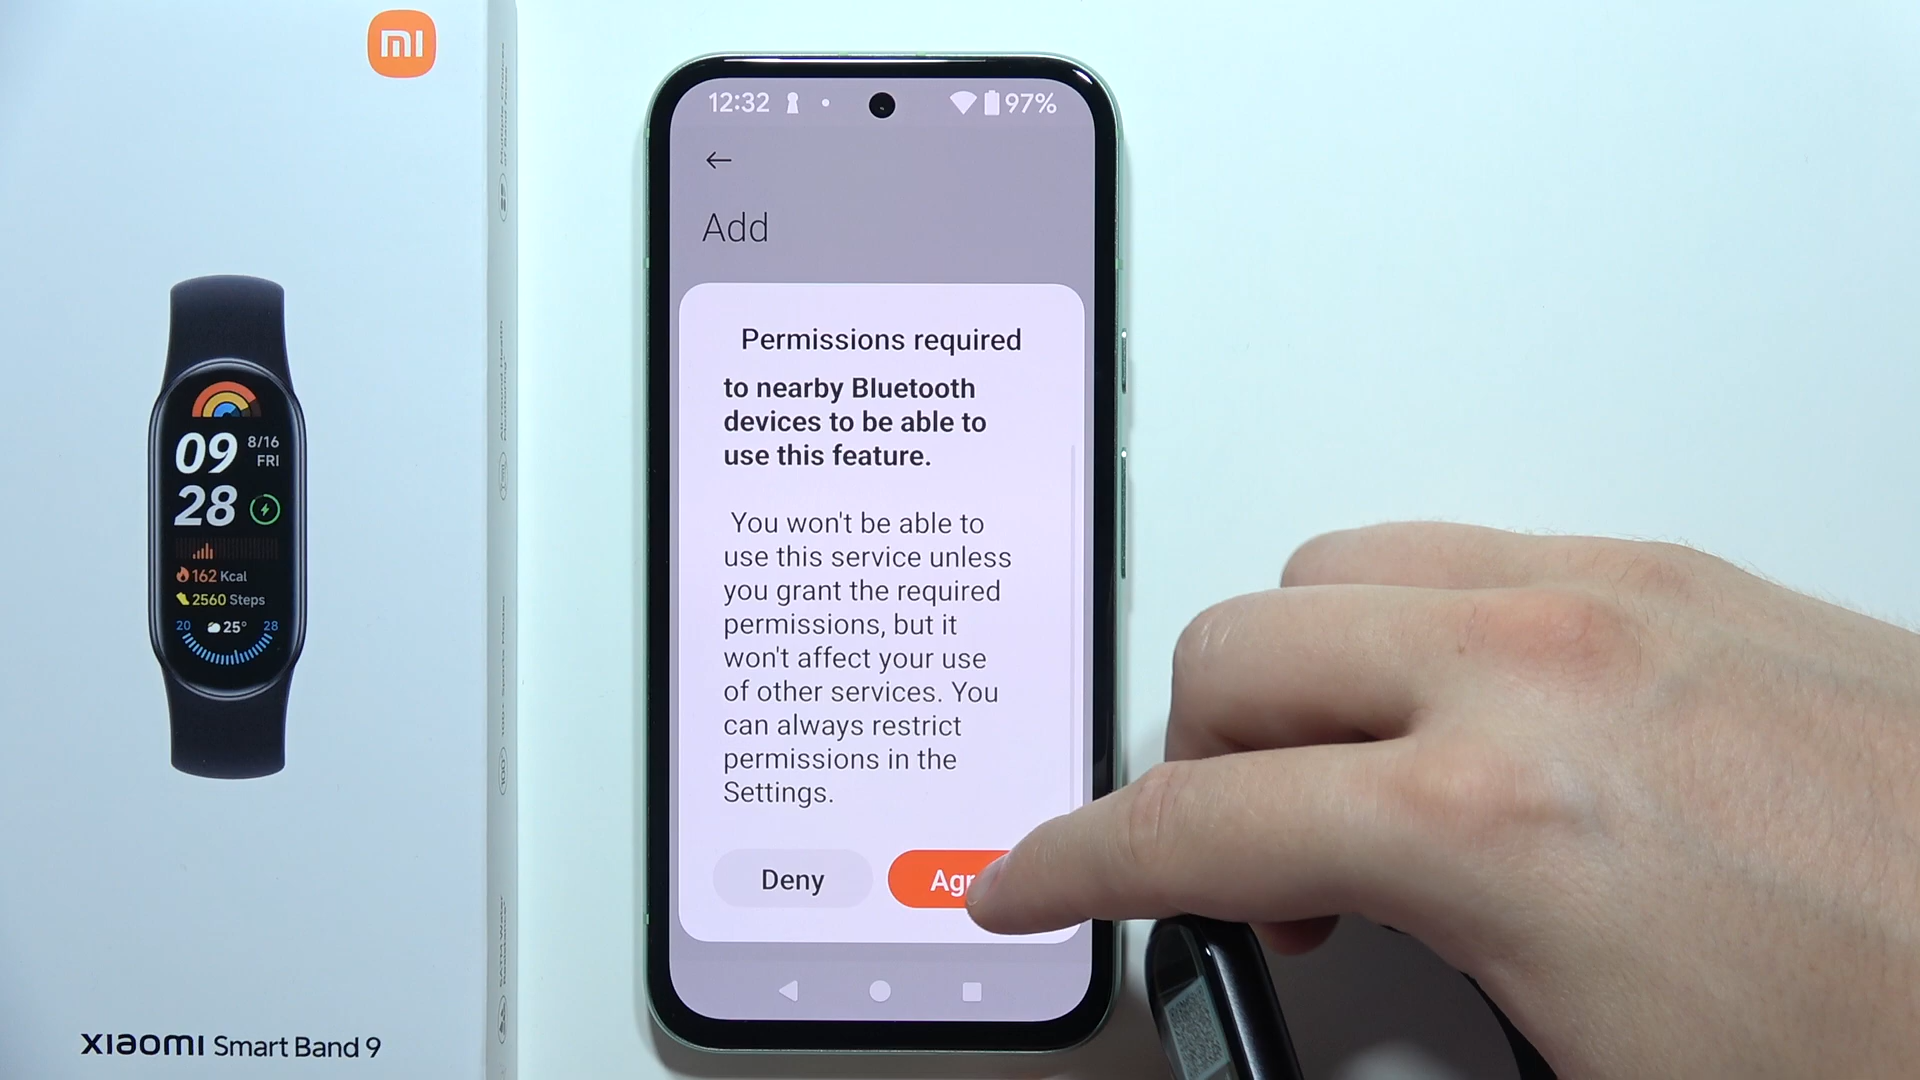 mi
09
8/16
FRI
28
162 Kcal
2560 Steps
20
25°
28
xiaomi Smart Band 9
12:32
97%
Add
Permissions required
to nearby Bluetooth
devices to be able to
use this feature.
You won't be able to
use this service unless
you grant the required
permissions, but it
won't affect your use
of other services. You
can always restrict
permissions in the
Settings.
Deny
Agr